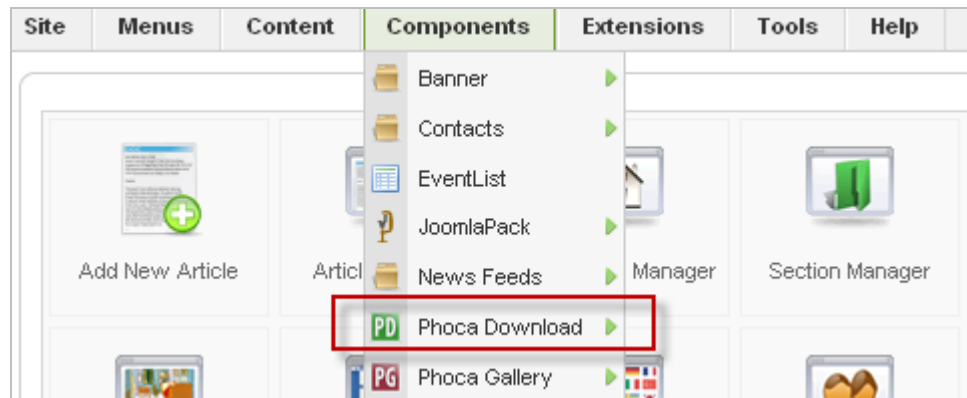 Site Menus Content Components Extensions Tools Help
Banner
Contacts
EventList
JoomlaPack
Add New Article Articl News Feeds Manager Section Manager
PD Phoca Download
PG Phoca Gallery